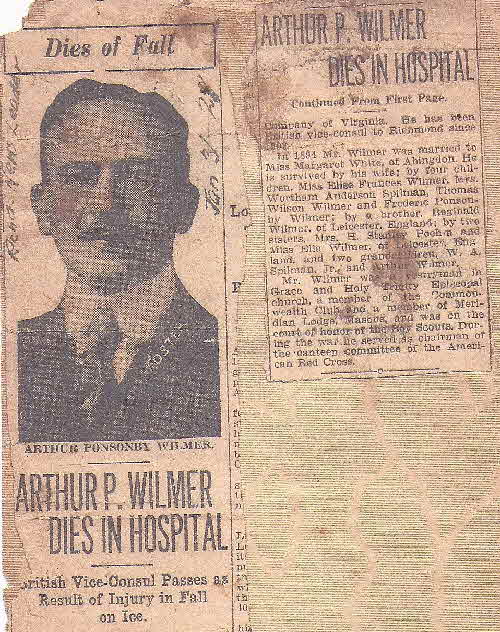 Dies of Fall
ARTHUR PONSONBY WILMER.
ARTHUR P. WILMER
DIES IN HOSPITAL
British Vice-Consul Passes as
Result of Injury in Fall
on Ice.
ARTHUR P. WILMER
DIES IN HOSPITAL
Continued From First Page.
Company of Virginia. He has been
British vice-consul to Richmond since
In 1894 Mr. Wilmer was married to
Miss Margaret White, of Abingdon. He
is survived by his wife; by four chil-
dren, Miss Elise Frances Wilmer, Mrs.
Wortham Anderson Spilman, Thomas
Wilson Wilmer and Frederic Ponson-
by Wilmer; by a brother, Reginald
Wilmer, of Leicester, England; by two
sisters, Mrs. H. Stanley and
Miss Ella Wilmer, of Leicester, Eng-
land, and two grandchildren, W. A.
Spilman, Jr., and Wilmer.
Mr. Wilmer was vestryman in
Grace and Holy Trinity Episcopal
church, a member of the Common-
wealth Club and a member of Meri-
dian Lodge, Masons, and was on the
court of honor of the Boy Scouts. Dur-
ing the war he served as chairman of
the canteen committee of the Ameri-
can Red Cross.